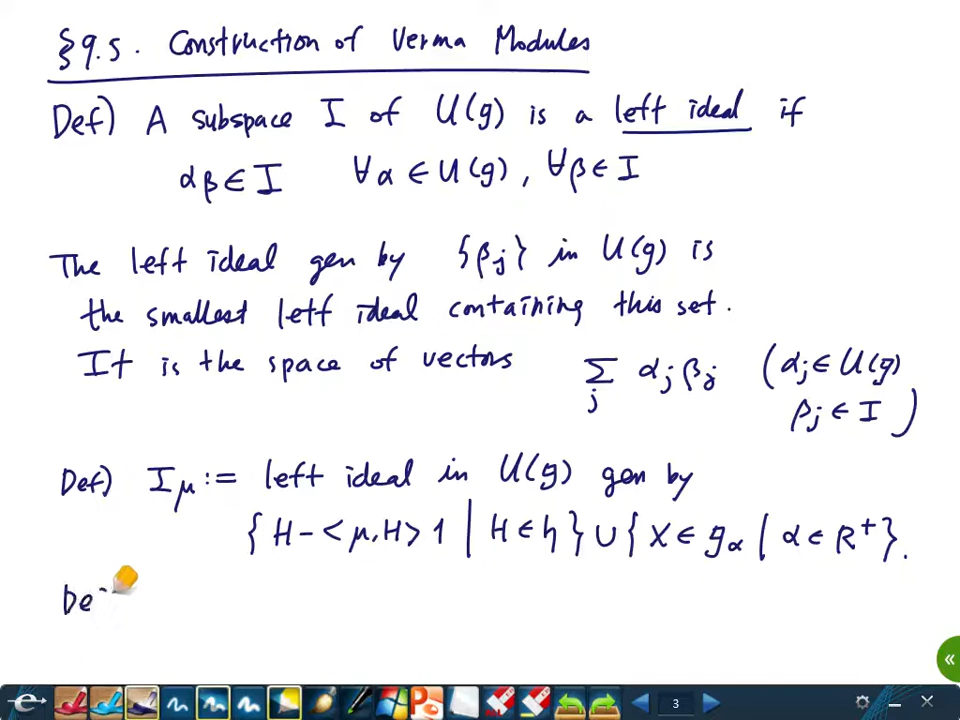 §9.5. Construction of Verma Modules
Def) A subspace I of U(g) is a left ideal if
αβ ∈ I ∀α ∈ U(g), ∀β ∈ I
The left ideal gen by {βj} in U(g) is
the smallest left ideal containing this set.
It is the space of vectors ∑j αjβj (αj ∈ U(g)
βj ∈ I)
Def) Iμ := left ideal in U(g) gen by
{H - <μ,H>1 | H ∈ h} ∪ {X ∈ gα | α ∈ R⁺}.
De
3